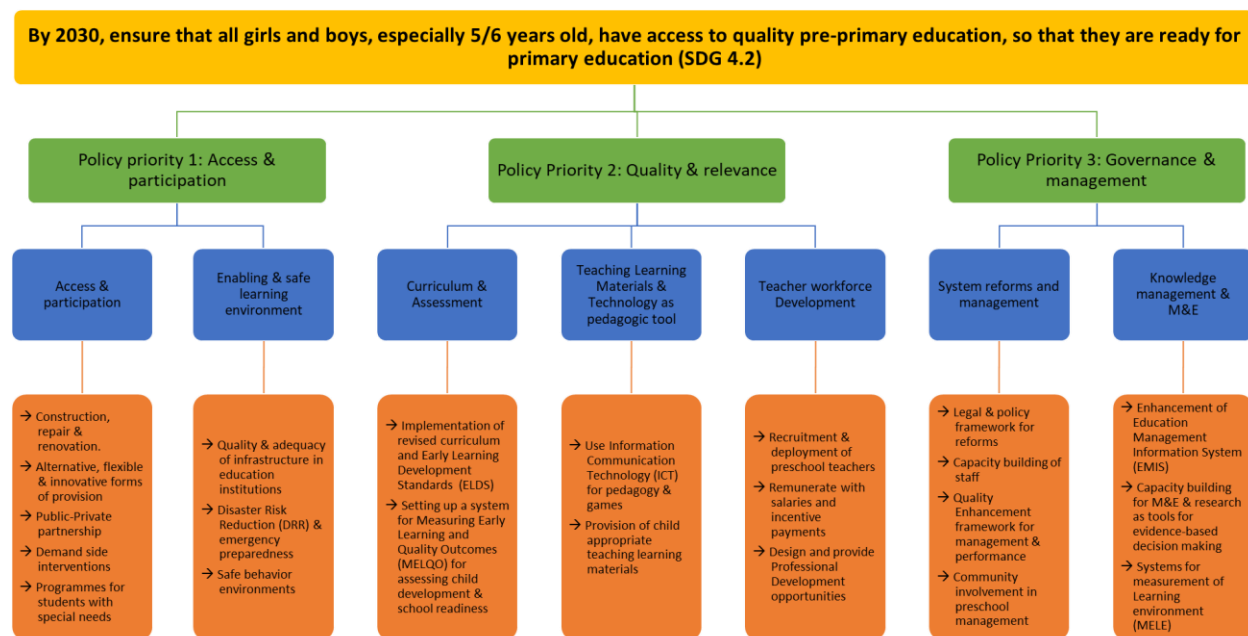 By 2030, ensure that all girls and boys, especially 5/6 years old, have access to quality pre-primary education, so that they are ready for
primary education (SDG 4.2)
Policy priority 1: Access &
participation
Policy Priority 2: Quality & relevance
Policy Priority 3: Governance &
management
Access &
participation
Enabling & safe
learning
environment
Curriculum &
Assessment
Teaching Learning
Materials &
Technology as
pedagogic tool
Teacher workforce
Development
System reforms and
management
Knowledge
management &
M&E
→ Construction,
repair &
renovation.
→ Alternative, flexible
& innovative forms
of provision
→ Public-Private
partnership
→ Demand side
interventions
→ Programmes for
students with
special needs
→ Quality & adequacy
of infrastructure in
education
institutions
→ Disaster Risk
Reduction (DRR) &
emergency
preparedness
→ Safe behavior
environments
→ Implementation of
revised curriculum
and Early Learning
Development
Standards (ELDS)
→ Setting up a system
for Measuring Early
Learning and
Quality Outcomes
(MELQO) for
assessing child
development &
school readiness
→ Use Information
Communication
Technology (ICT)
for pedagogy &
games
→ Provision of child
appropriate
teaching learning
materials
→ Recruitment &
deployment of
preschool teachers
→ Remunerate with
salaries and
incentive
payments
→ Design and provide
Professional
Development
opportunities
→ Legal & policy
framework for
reforms
→ Capacity building of
staff
→ Quality
Enhancement
framework for
management &
performance
→ Community
involvement in
preschool
management
→ Enhancement of
Education
Management
Information System
(EMIS)
→ Capacity building
for M&E & research
as tools for
evidence-based
decision making
→ Systems for
measurement of
Learning
environment
(MELE)